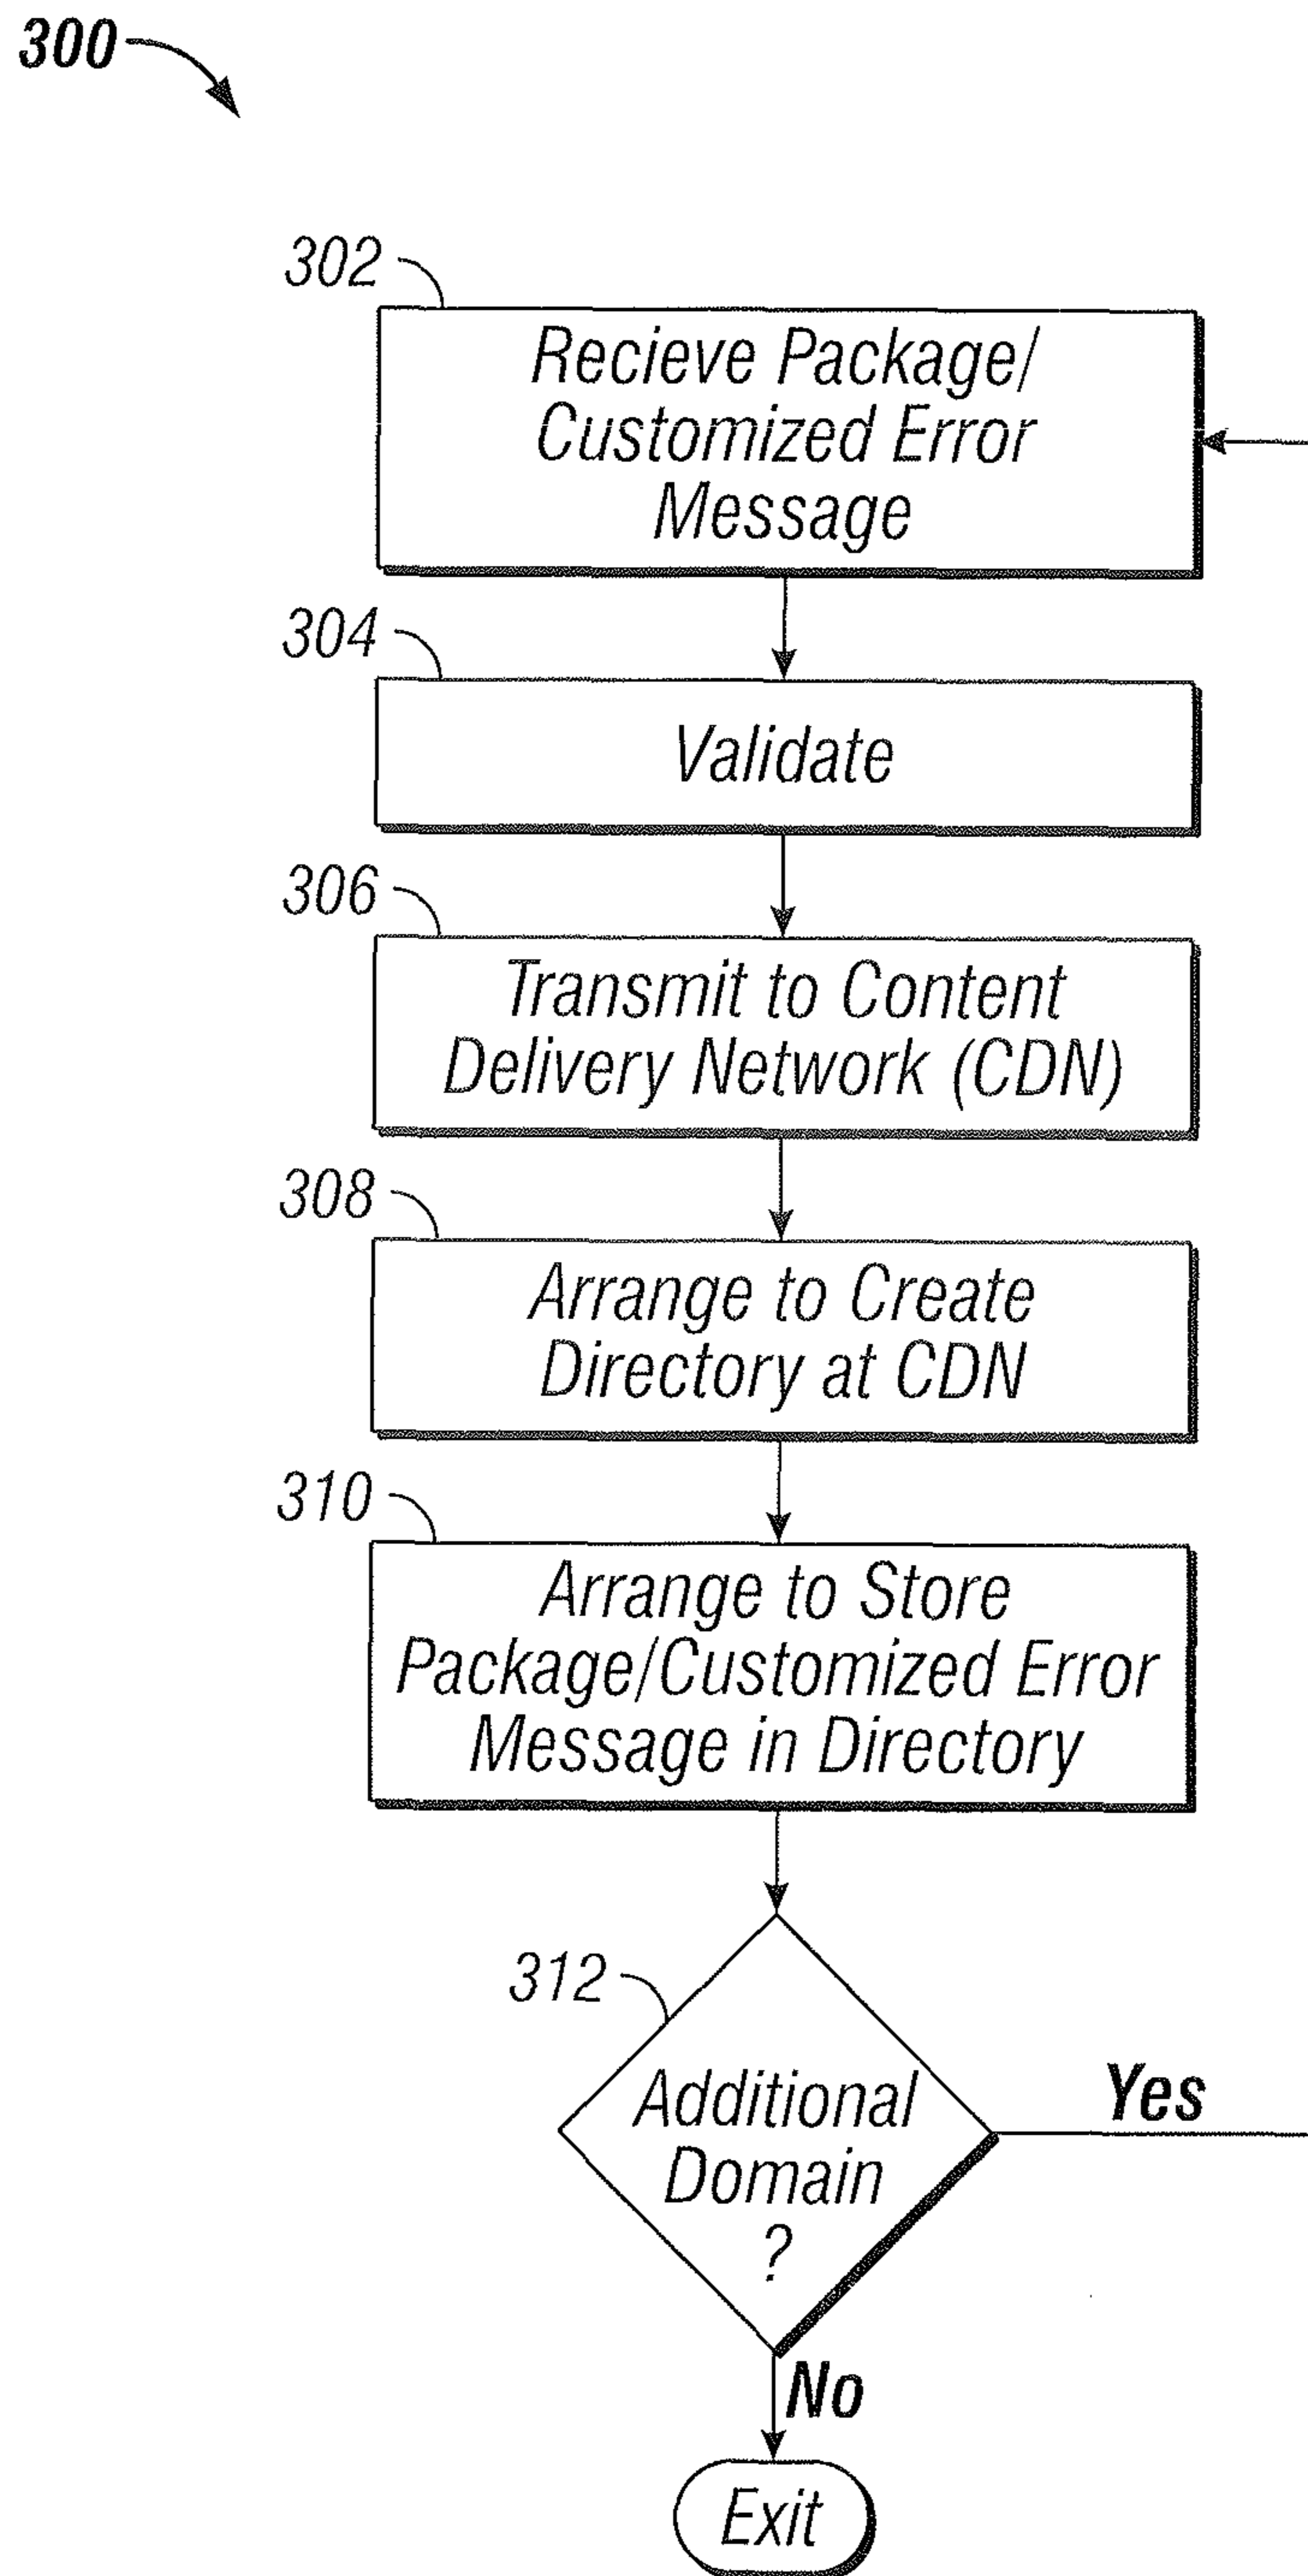 300
302
Recieve Package/
Customized Error
Message
304
Validate
306
Transmit to Content
Delivery Network (CDN)
308
Arrange to Create
Directory at CDN
310
Arrange to Store
Package/Customized Error
Message in Directory
312
Additional
Domain
?
Yes
No
Exit